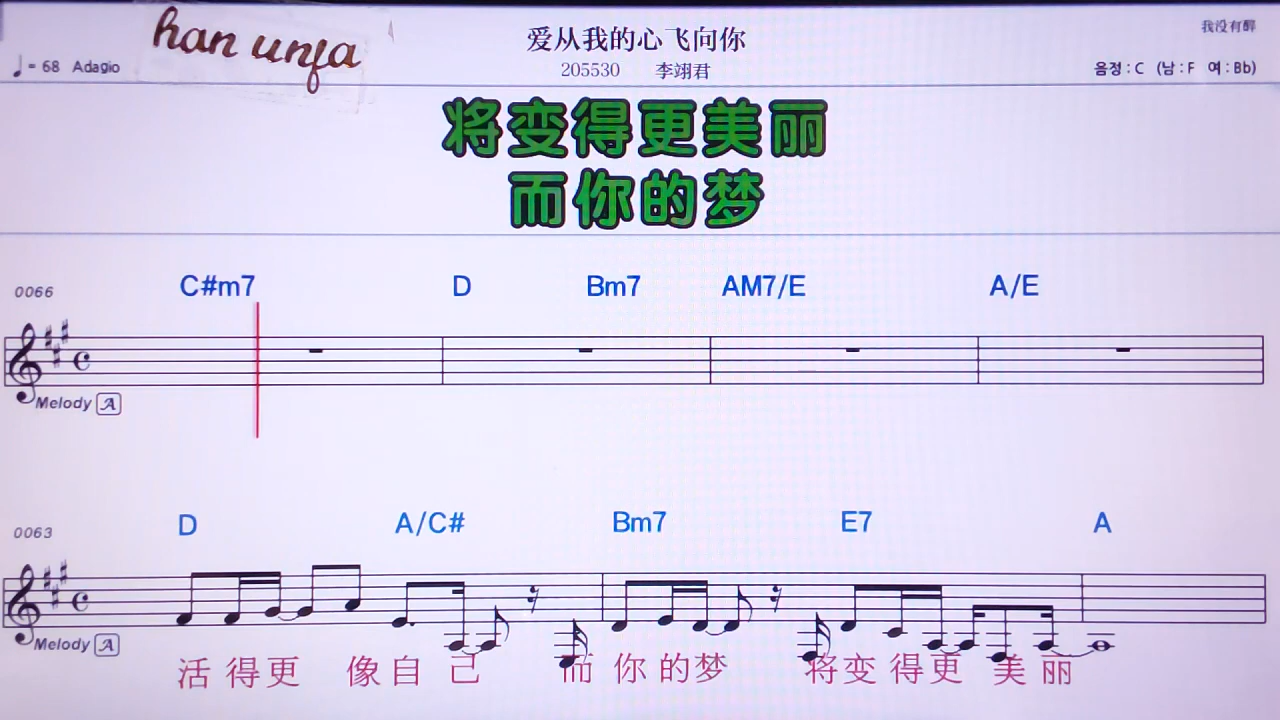 han unfa
爱从我的心飞向你
我没有醉
♩= 68 Adagio
205530 李翊君
음정 : C (남 : F 여 : Bb)
将变得更美丽
而你的梦
0066 C#m7 D Bm7 AM7/E A/E
Melody A
0063 D A/C# Bm7 E7 A
Melody A
活得更 像自己 而你的梦 将变得更 美丽